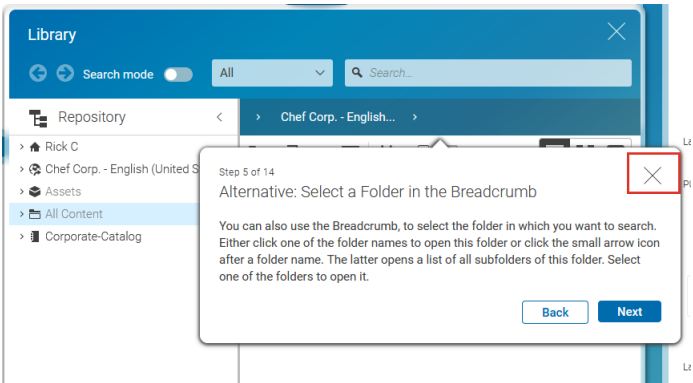 Library
Search mode
All
Search...
Repository
Chef Corp. - English...
Rick C
Chef Corp. - English (United S
Assets
All Content
Corporate-Catalog
Step 5 of 14
Alternative: Select a Folder in the Breadcrumb
You can also use the Breadcrumb, to select the folder in which you want to search.
Either click one of the folder names to open this folder or click the small arrow icon
after a folder name. The latter opens a list of all subfolders of this folder. Select
one of the folders to open it.
Back
Next